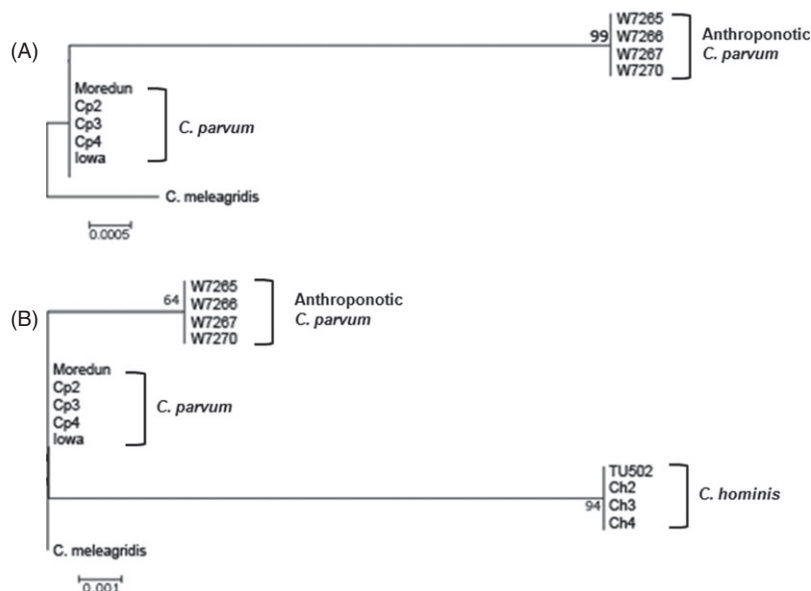 (A)
99
W7265
W7266
W7267
W7270
Anthroponotic
C. parvum
Moredun
Cp2
Cp3
Cp4
Iowa
C. parvum
C. meleagridis
0.0005
(B)
64
W7265
W7266
W7267
W7270
Anthroponotic
C. parvum
Moredun
Cp2
Cp3
Cp4
Iowa
C. parvum
94
TU502
Ch2
Ch3
Ch4
C. hominis
C. meleagridis
0.001